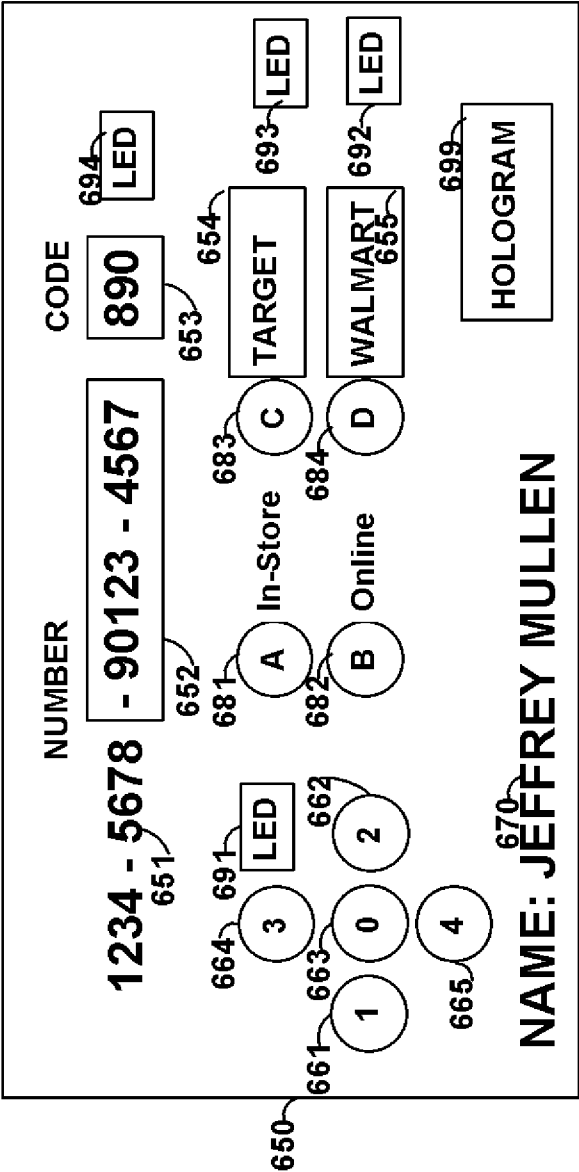 NUMBER
CODE
694
LED
1234 - 5678
- 90123 - 4567
890
651
652
653
691
LED
664
3
681
A
In-Store
683
C
TARGET
654
693
LED
661
1
663
0
662
2
682
B
Online
684
D
WALMART
655
692
LED
665
4
699
HOLOGRAM
670
NAME: JEFFREY MULLEN
650